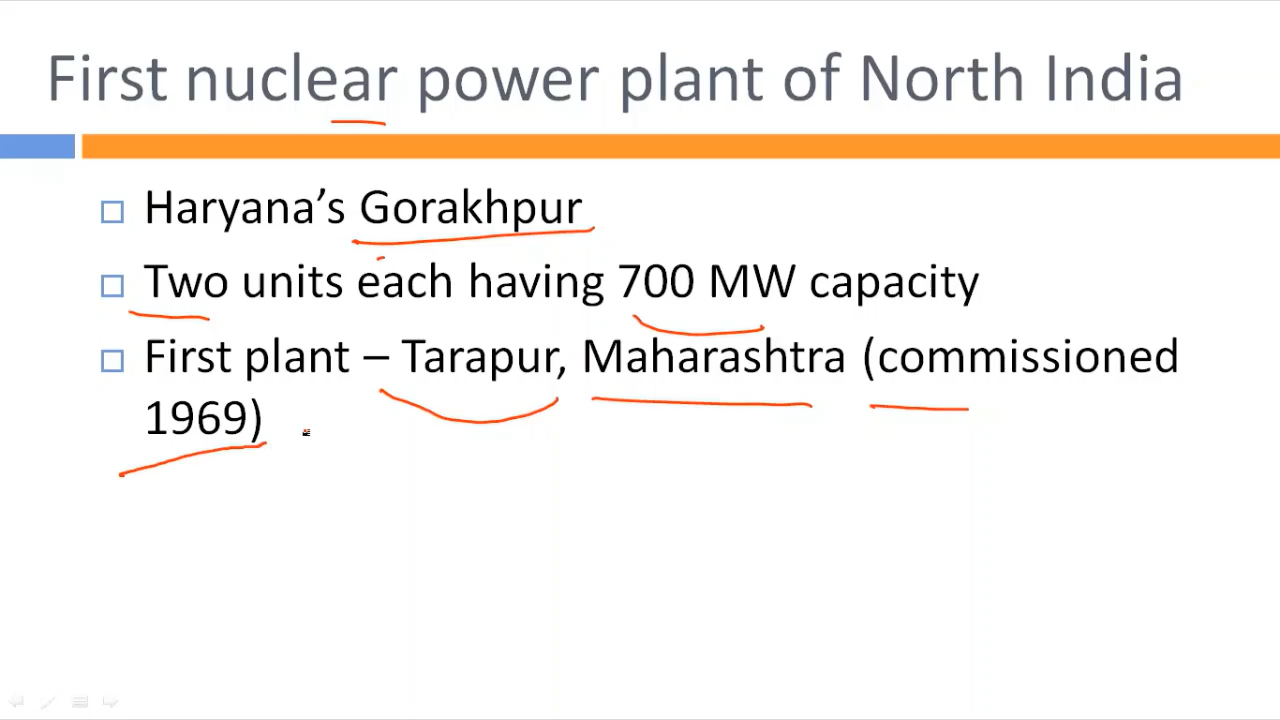 First nuclear power plant of North India
Haryana’s Gorakhpur
Two units each having 700 MW capacity
First plant – Tarapur, Maharashtra (commissioned
1969)